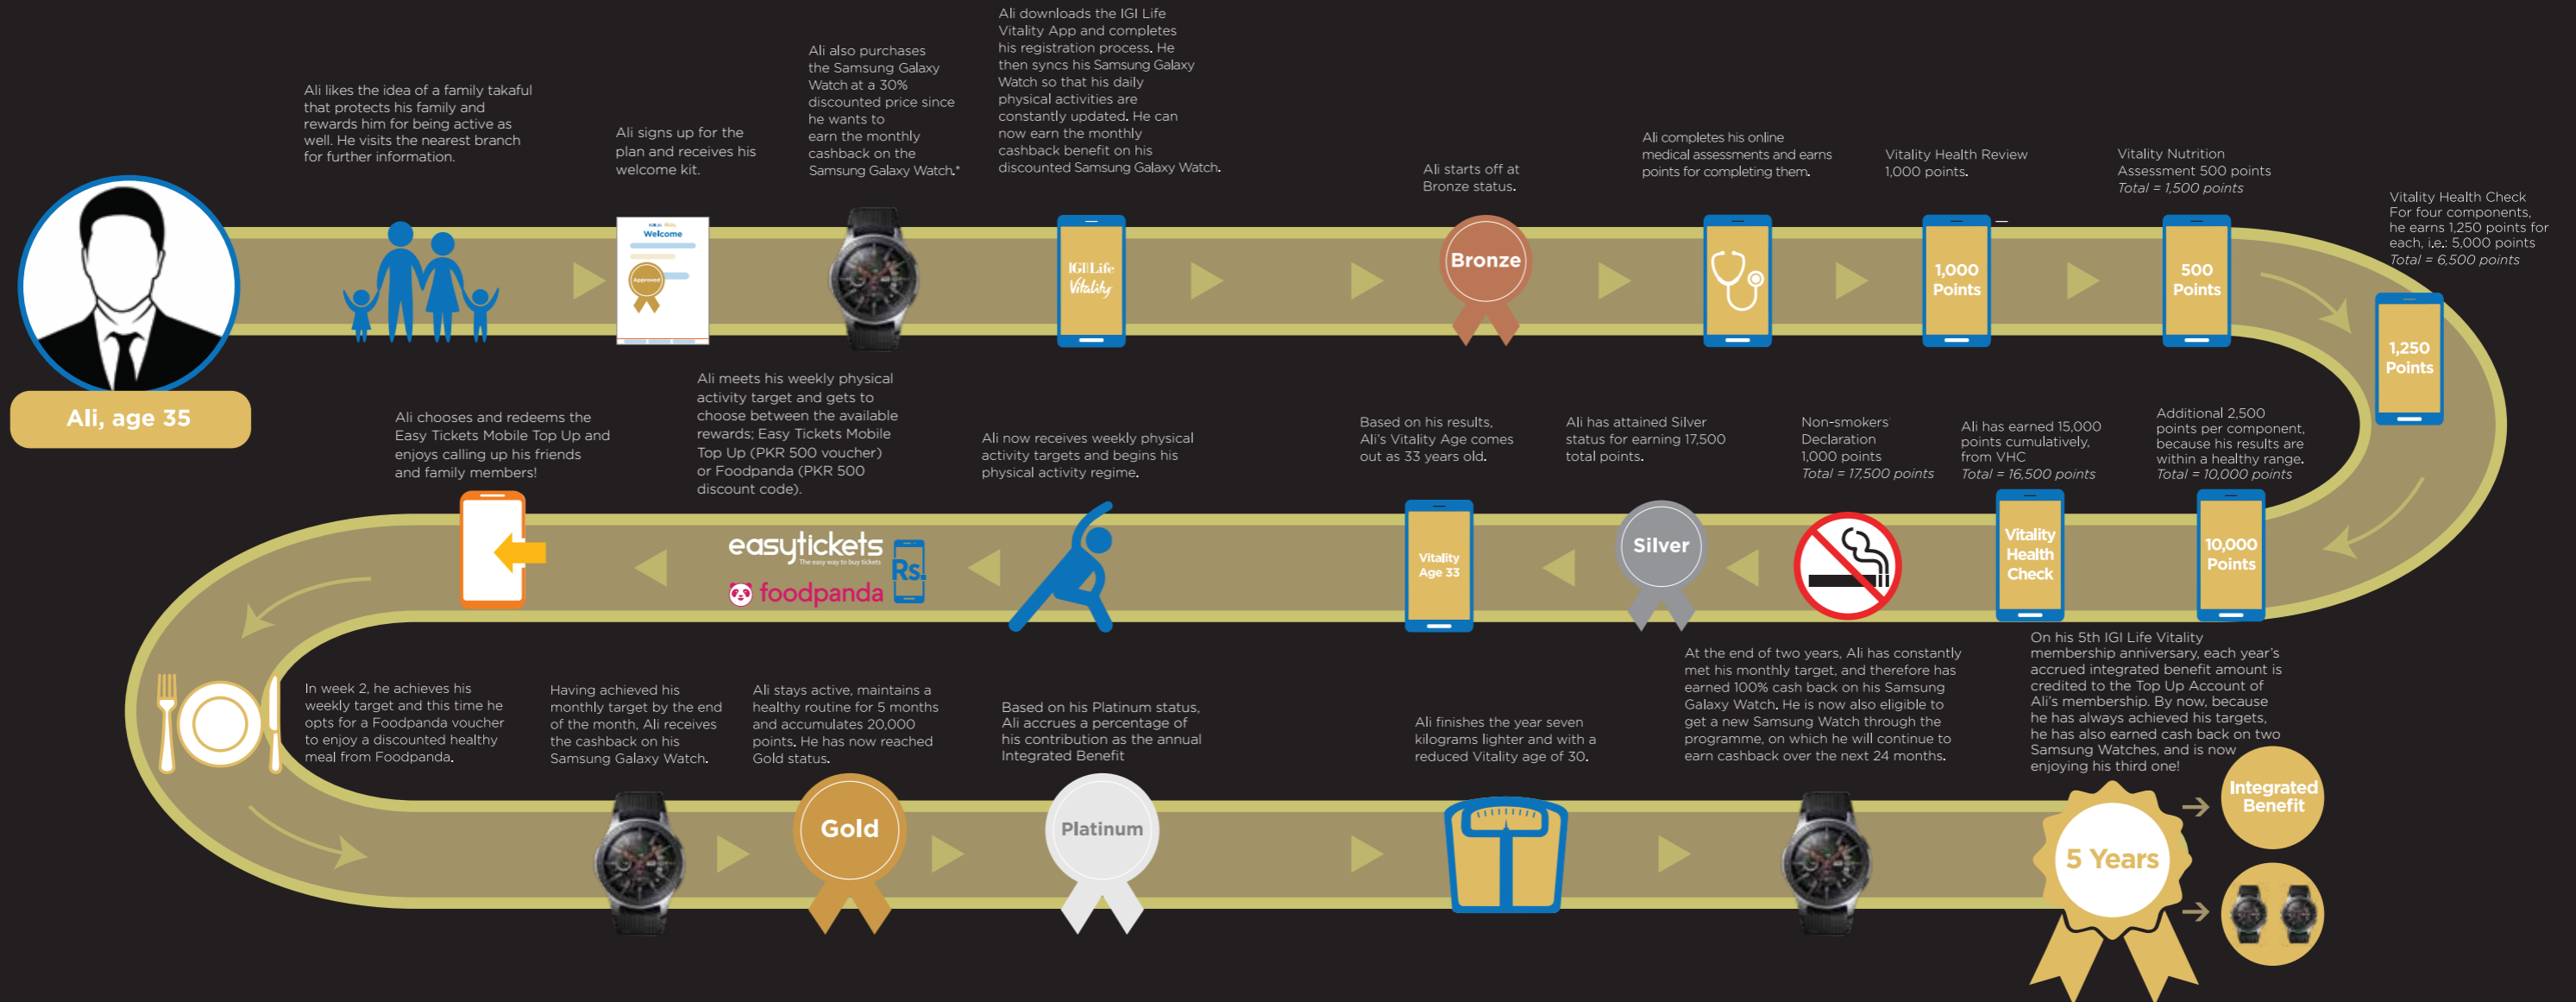 Ali, age 35
Ali likes the idea of a family takaful
that protects his family and
rewards him for being active as
well. He visits the nearest branch
for further information.
Ali signs up for the
plan and receives his
welcome kit.
Welcome
Approved
Ali also purchases
the Samsung Galaxy
Watch at a 30%
discounted price since
he wants to
earn the monthly
cashback on the
Samsung Galaxy Watch.*
Ali downloads the IGI Life
Vitality App and completes
his registration process. He
then syncs his Samsung Galaxy
Watch so that his daily
physical activities are
constantly updated. He can
now earn the monthly
cashback benefit on his
discounted Samsung Galaxy Watch.
IGI Life
Vitality
Ali starts off at
Bronze status.
Bronze
Ali completes his online
medical assessments and earns
points for completing them.
Vitality Health Review
1,000 points.
1,000
Points
Vitality Nutrition
Assessment 500 points
Total = 1,500 points
500
Points
Vitality Health Check
For four components,
he earns 1,250 points for
each, i.e.: 5,000 points
Total = 6,500 points
1,250
Points
Additional 2,500
points per component,
because his results are
within a healthy range.
Total = 10,000 points
10,000
Points
Ali has earned 15,000
points cumulatively,
from VHC
Total = 16,500 points
Vitality
Health
Check
Non-smokers'
Declaration
1,000 points
Total = 17,500 points
Ali has attained Silver
status for earning 17,500
total points.
Silver
Based on his results,
Ali's Vitality Age comes
out as 33 years old.
Vitality
Age 33
Ali now receives weekly physical
activity targets and begins his
physical activity regime.
Ali meets his weekly physical
activity target and gets to
choose between the available
rewards; Easy Tickets Mobile
Top Up (PKR 500 voucher)
or Foodpanda (PKR 500
discount code).
easytickets
The easy way to buy tickets
foodpanda
Rs.
Ali chooses and redeems the
Easy Tickets Mobile Top Up and
enjoys calling up his friends
and family members!
In week 2, he achieves his
weekly target and this time he
opts for a Foodpanda voucher
to enjoy a discounted healthy
meal from Foodpanda.
Having achieved his
monthly target by the end
of the month, Ali receives
the cashback on his
Samsung Galaxy Watch.
Ali stays active, maintains a
healthy routine for 5 months
and accumulates 20,000
points. He has now reached
Gold status.
Gold
Based on his Platinum status,
Ali accrues a percentage of
his contribution as the annual
Integrated Benefit
Platinum
Ali finishes the year seven
kilograms lighter and with a
reduced Vitality age of 30.
At the end of two years, Ali has constantly
met his monthly target, and therefore has
earned 100% cash back on his Samsung
Galaxy Watch. He is now also eligible to
get a new Samsung Watch through the
programme, on which he will continue to
earn cashback over the next 24 months.
On his 5th IGI Life Vitality
membership anniversary, each year's
accrued integrated benefit amount is
credited to the Top Up Account of
Ali's membership. By now, because
he has always achieved his targets,
he has also earned cash back on two
Samsung Watches, and is now
enjoying his third one!
5 Years
Integrated
Benefit